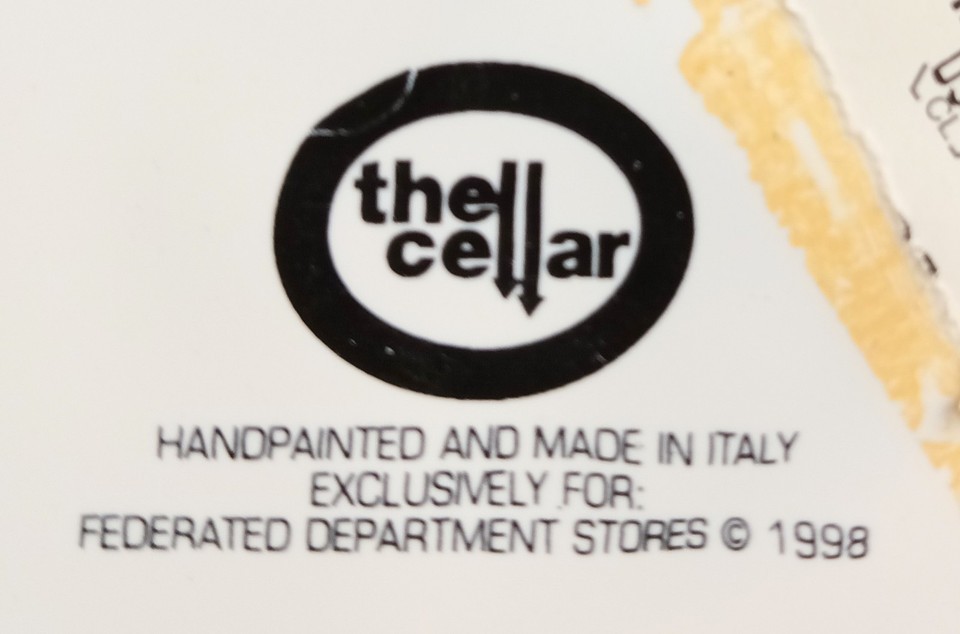 the
cellar
HANDPAINTED AND MADE IN ITALY
EXCLUSIVELY FOR:
FEDERATED DEPARTMENT STORES © 1998